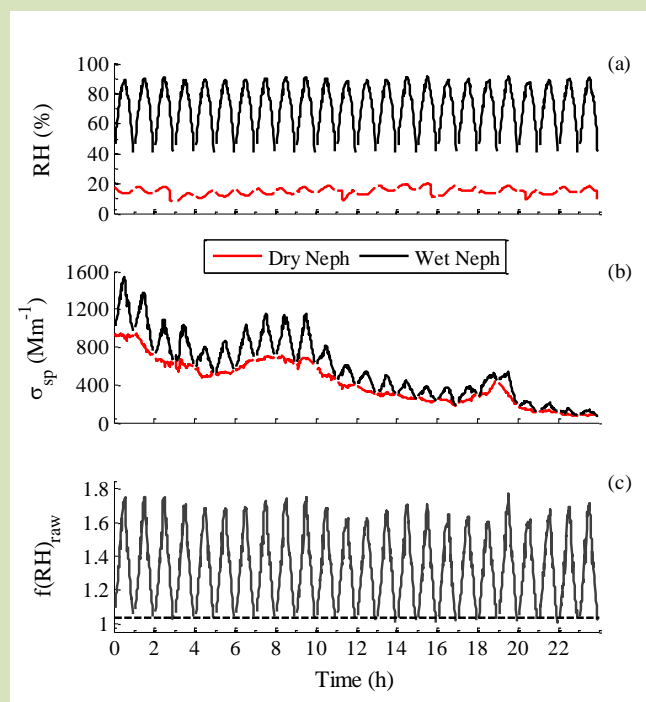 (a)
100
80
60
40
20
0
RH (%)
Dry Neph Wet Neph
(b)
1600
1200
800
400
0
σsp (Mm-1)
(c)
1.8
1.6
1.4
1.2
1
f(RH)raw
0 2 4 6 8 10 12 14 16 18 20 22
Time (h)